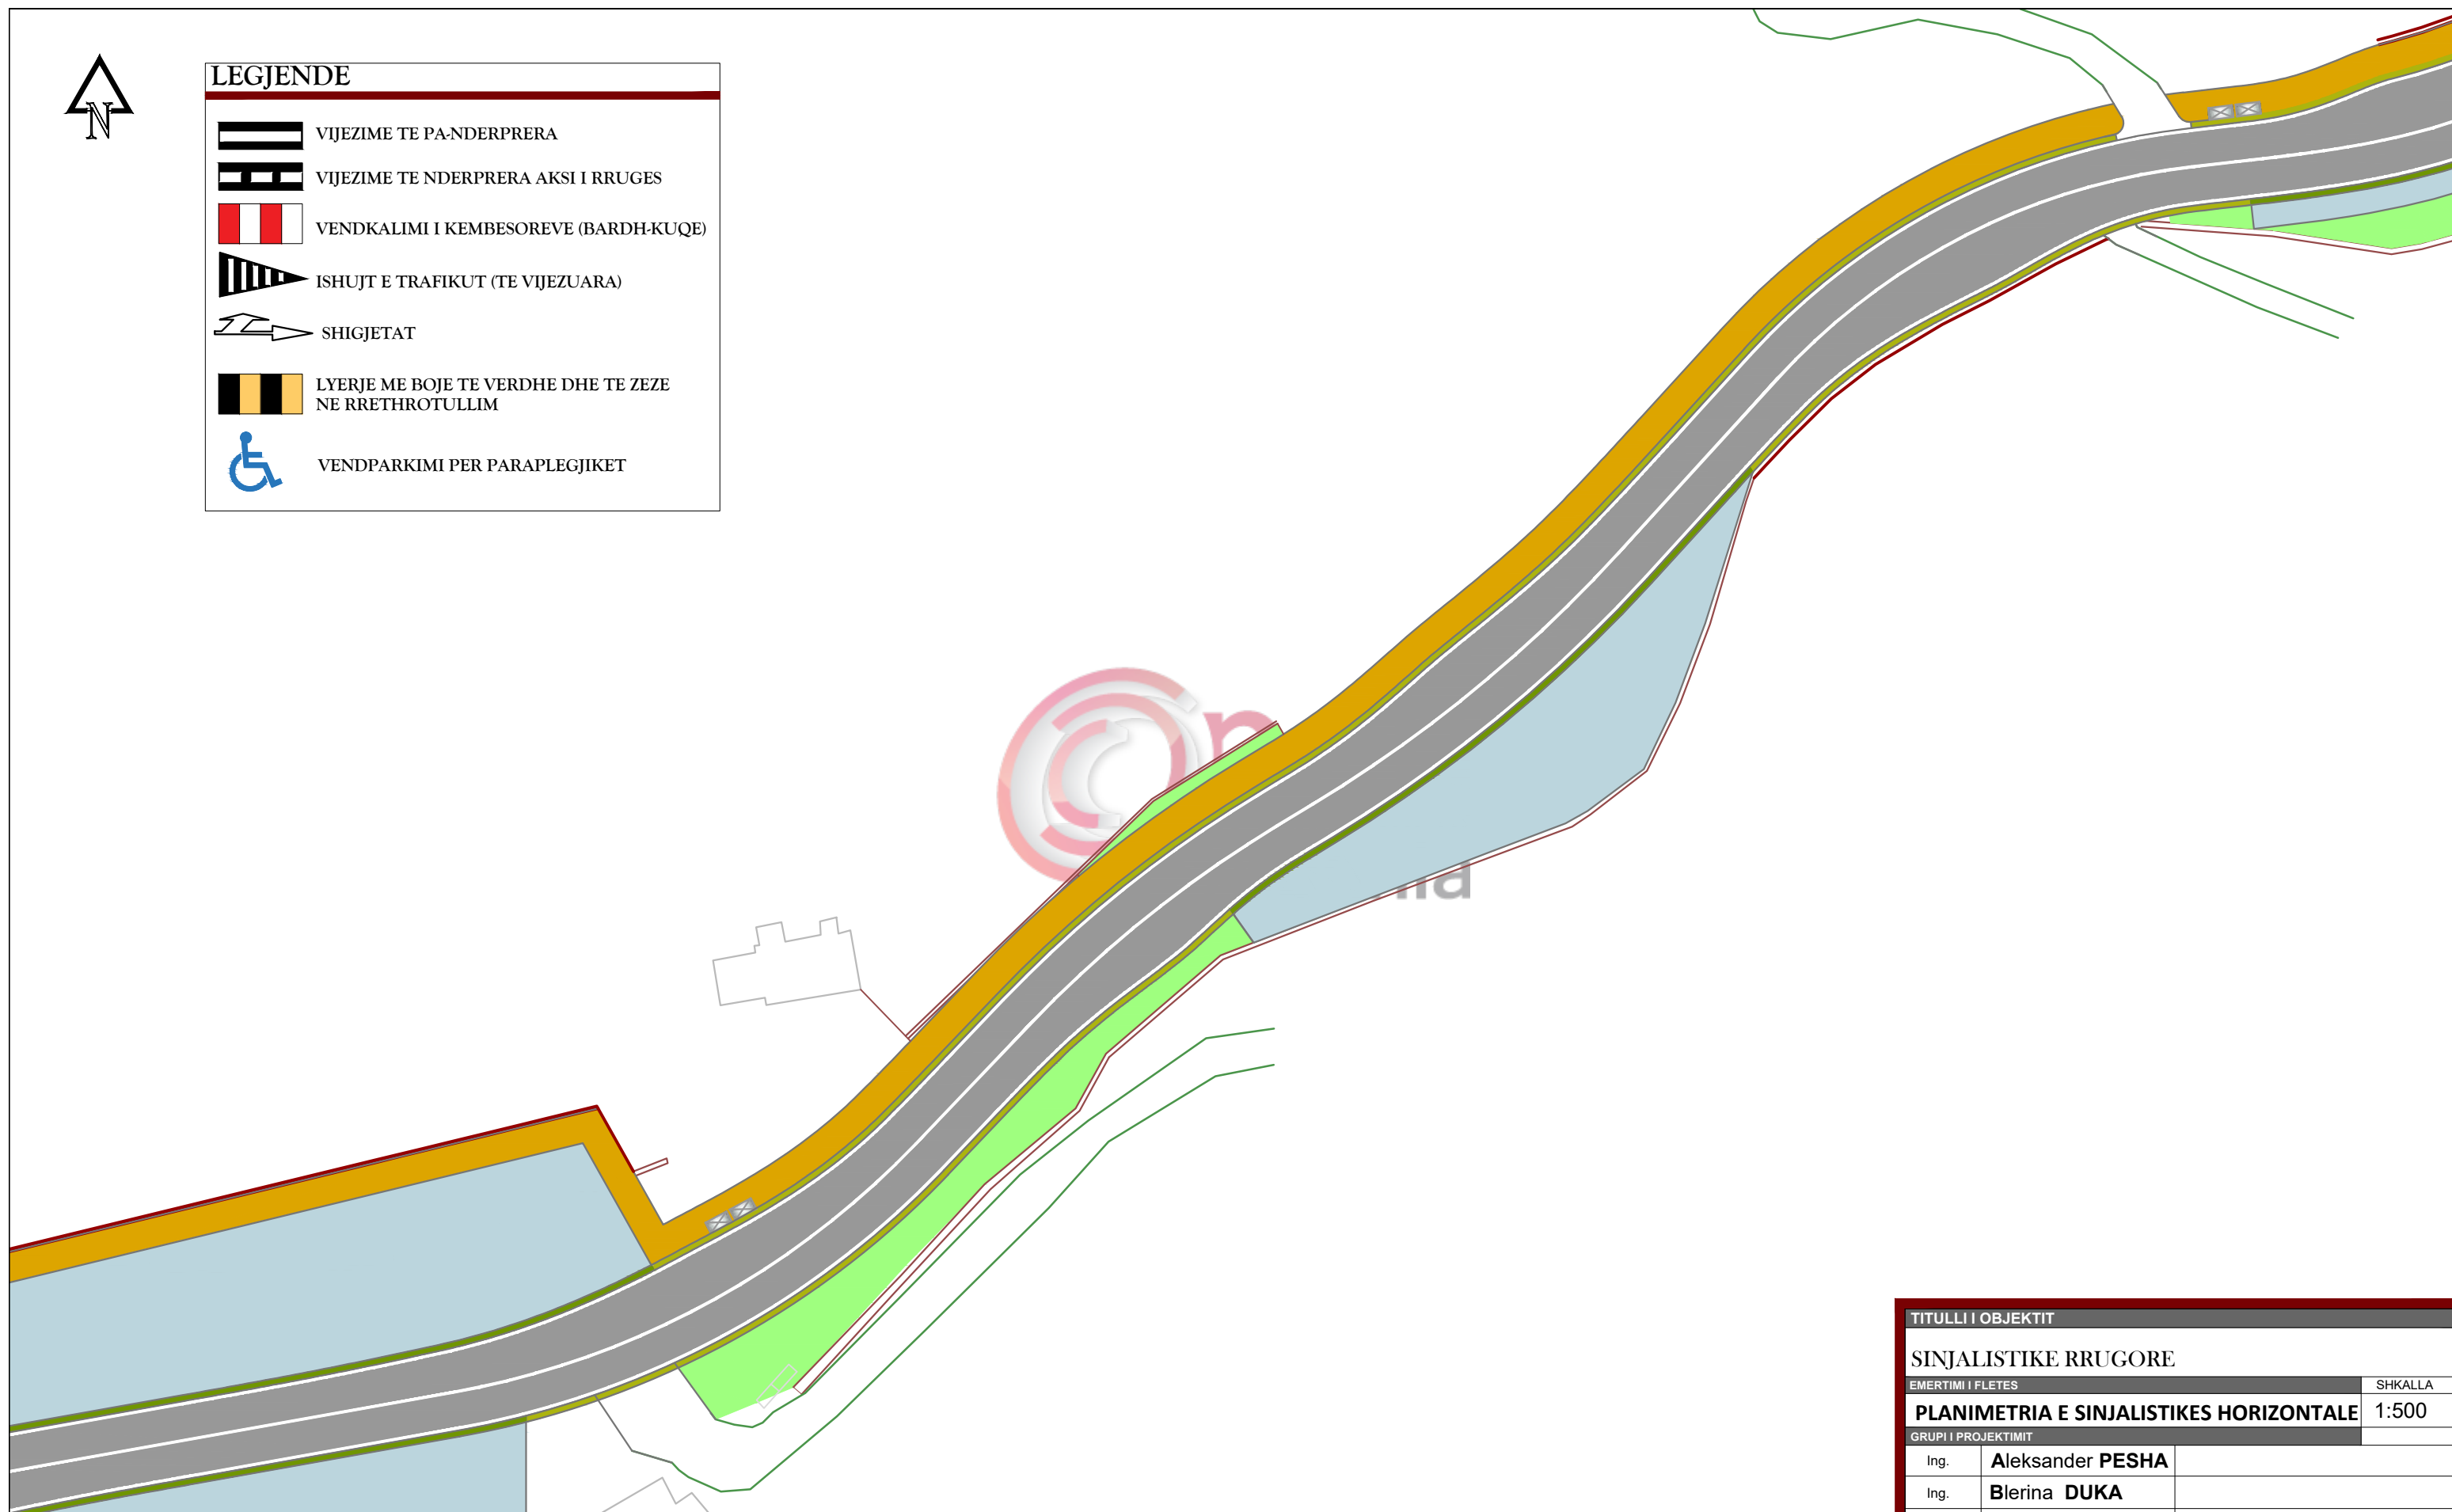 N
LEGJENDE
VIJEZIME TE PA-NDERPRERA
VIJEZIME TE NDERPRERA AKSI I RRUGES
VENDKALIMI I KEMBESOREVE (BARDH-KUQE)
ISHUJT E TRAFIKUT (TE VIJEZUARA)
SHIGJETAT
LYERJE ME BOJE TE VERDHE DHE TE ZEZE
NE RRETHROTULLIM
VENDPARKIMI PER PARAPLEGJIKET
TITULLI I OBJEKTIT
SINJALISTIKE RRUGORE
EMERTIMI I FLETES SHKALLA
PLANIMETRIA E SINJALISTIKES HORIZONTALE 1:500
GRUPI I PROJEKTIMIT
Ing. Aleksander PESHA
Ing. Blerina DUKA